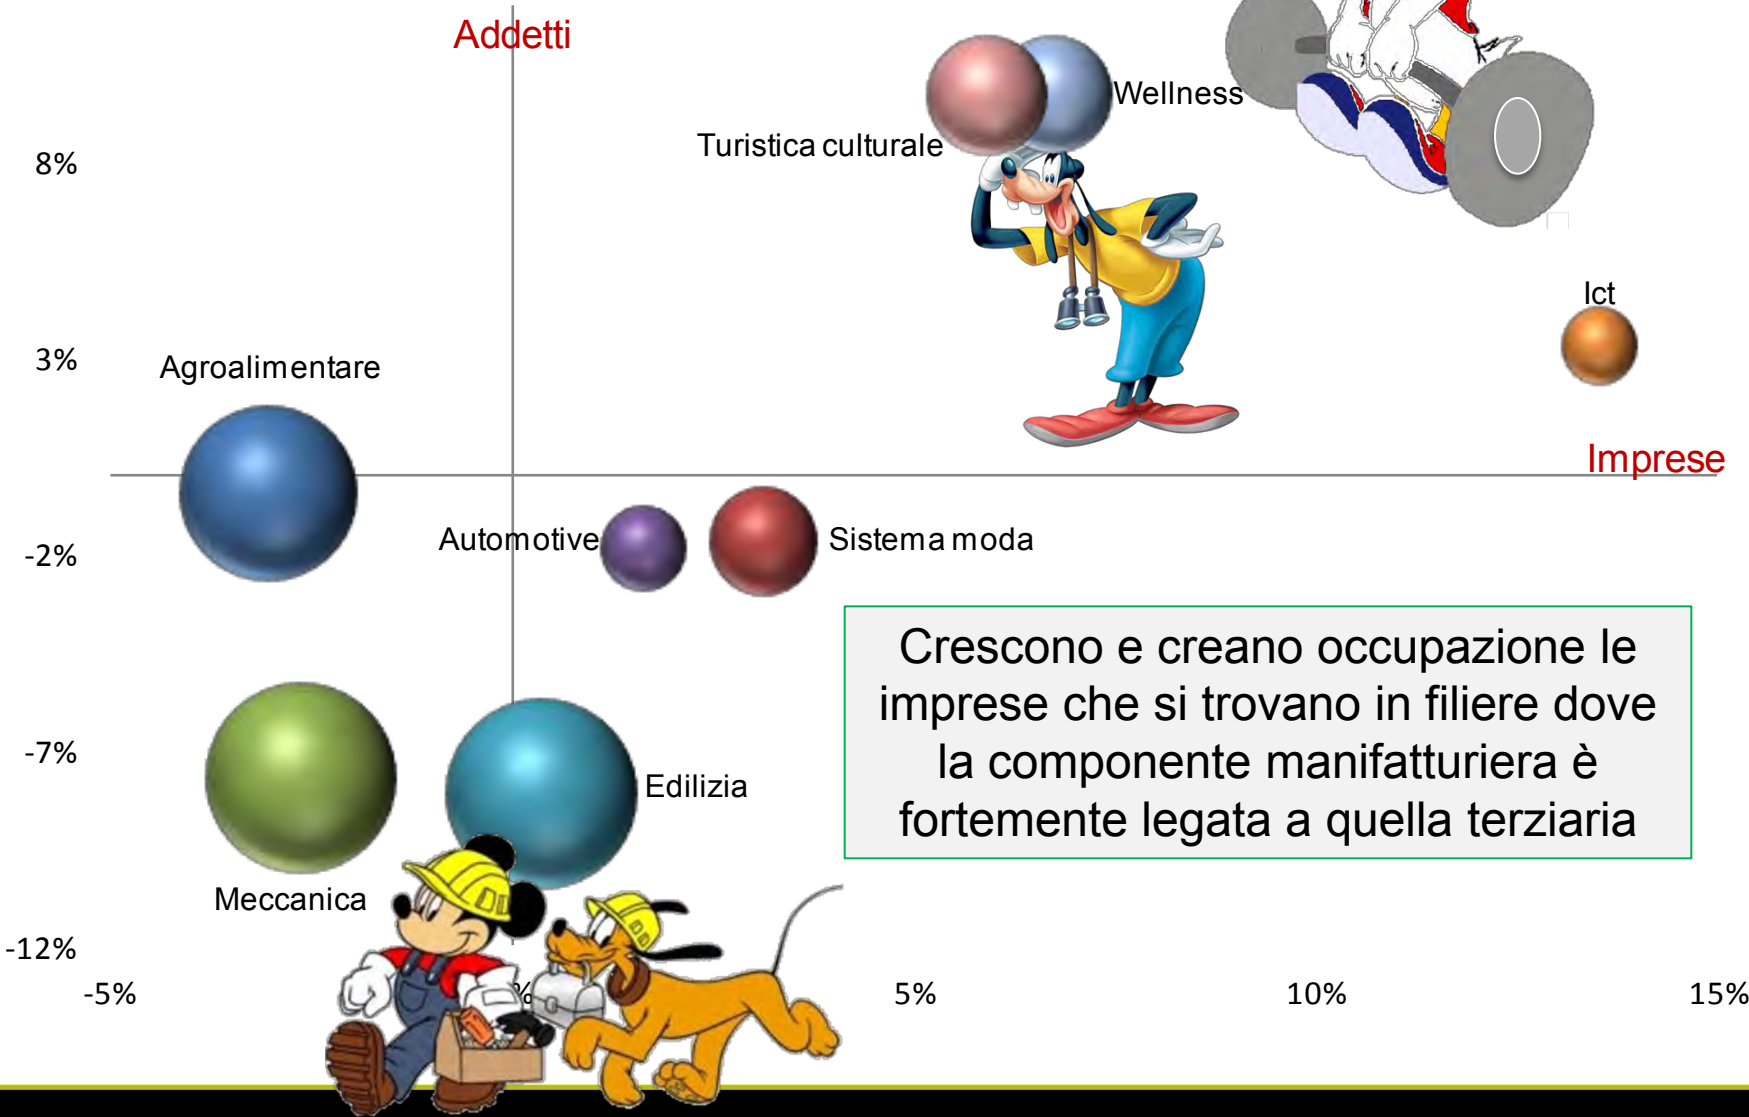 Addetti
Wellness
Turistica culturale
8%
Ict
3%
Agroalimentare
Imprese
Automotive
Sistema moda
-2%
Crescono e creano occupazione le
imprese che si trovano in filiere dove
la componente manifatturiera è
fortemente legata a quella terziaria
-7%
Edilizia
Meccanica
-12%
-5%
%
5%
10%
15%